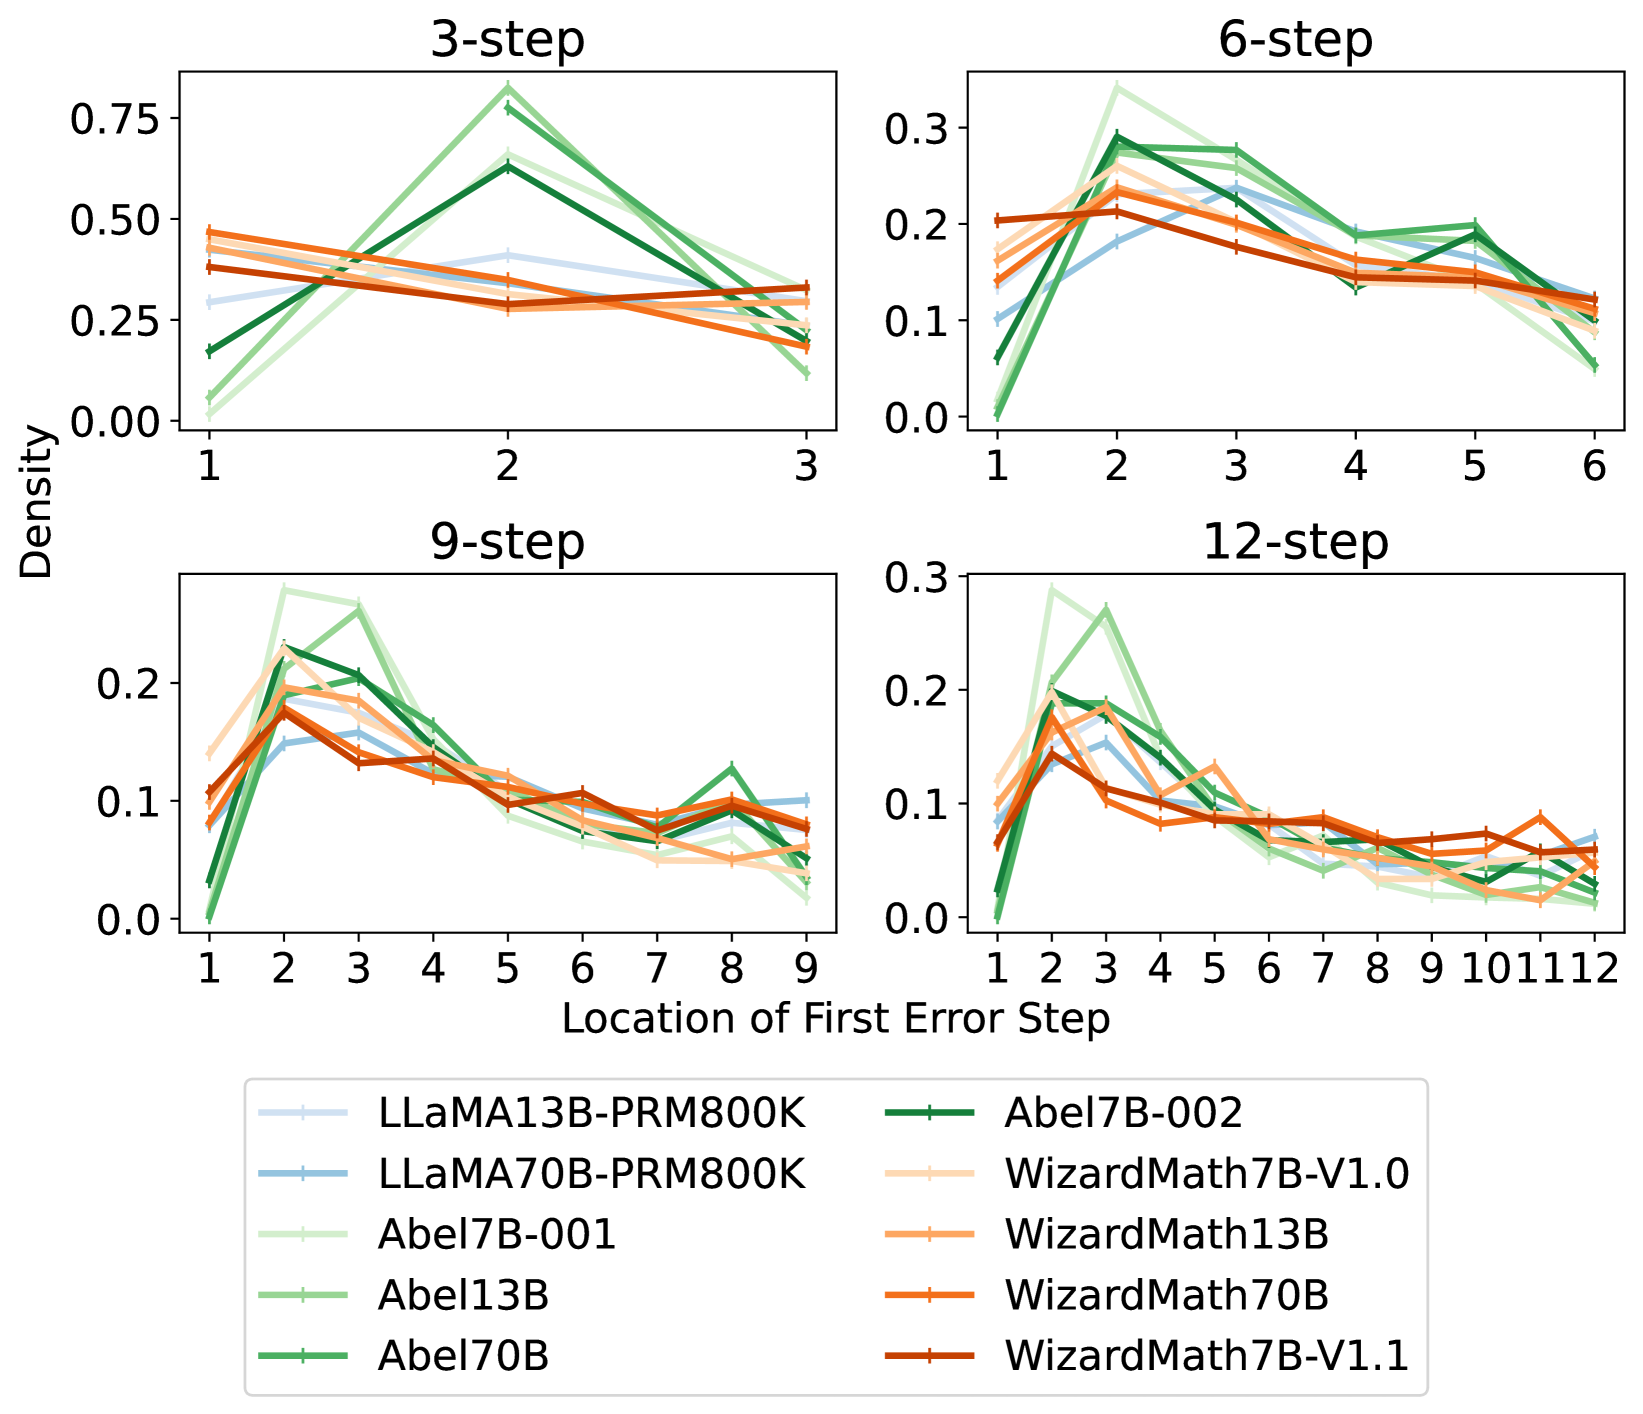 3-step
0.75
0.50
0.25
0.00
1 2 3
6-step
0.3
0.2
0.1
0.0
1 2 3 4 5 6
Density
9-step
0.2
0.1
0.0
1 2 3 4 5 6 7 8 9
12-step
0.3
0.2
0.1
0.0
1 2 3 4 5 6 7 8 9 10 11 12
Location of First Error Step
LLaMA13B-PRM800K
LLaMA70B-PRM800K
Abel7B-001
Abel13B
Abel70B
Abel7B-002
WizardMath7B-V1.0
WizardMath13B
WizardMath70B
WizardMath7B-V1.1